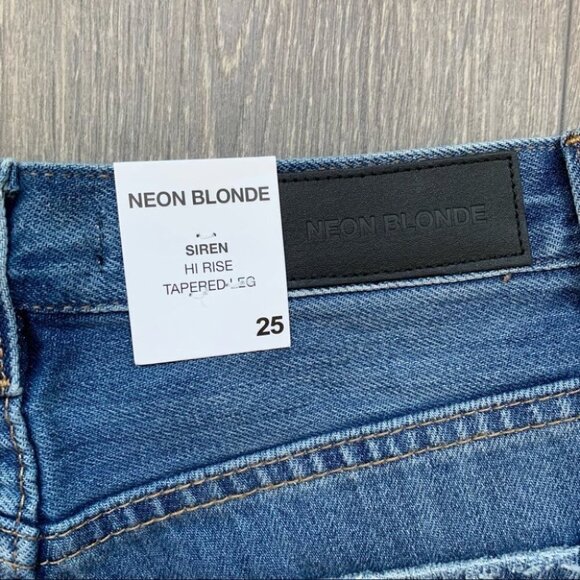 NEON BLONDE
SIREN
HI RISE
TAPERED LEG
25
NEON BLONDE